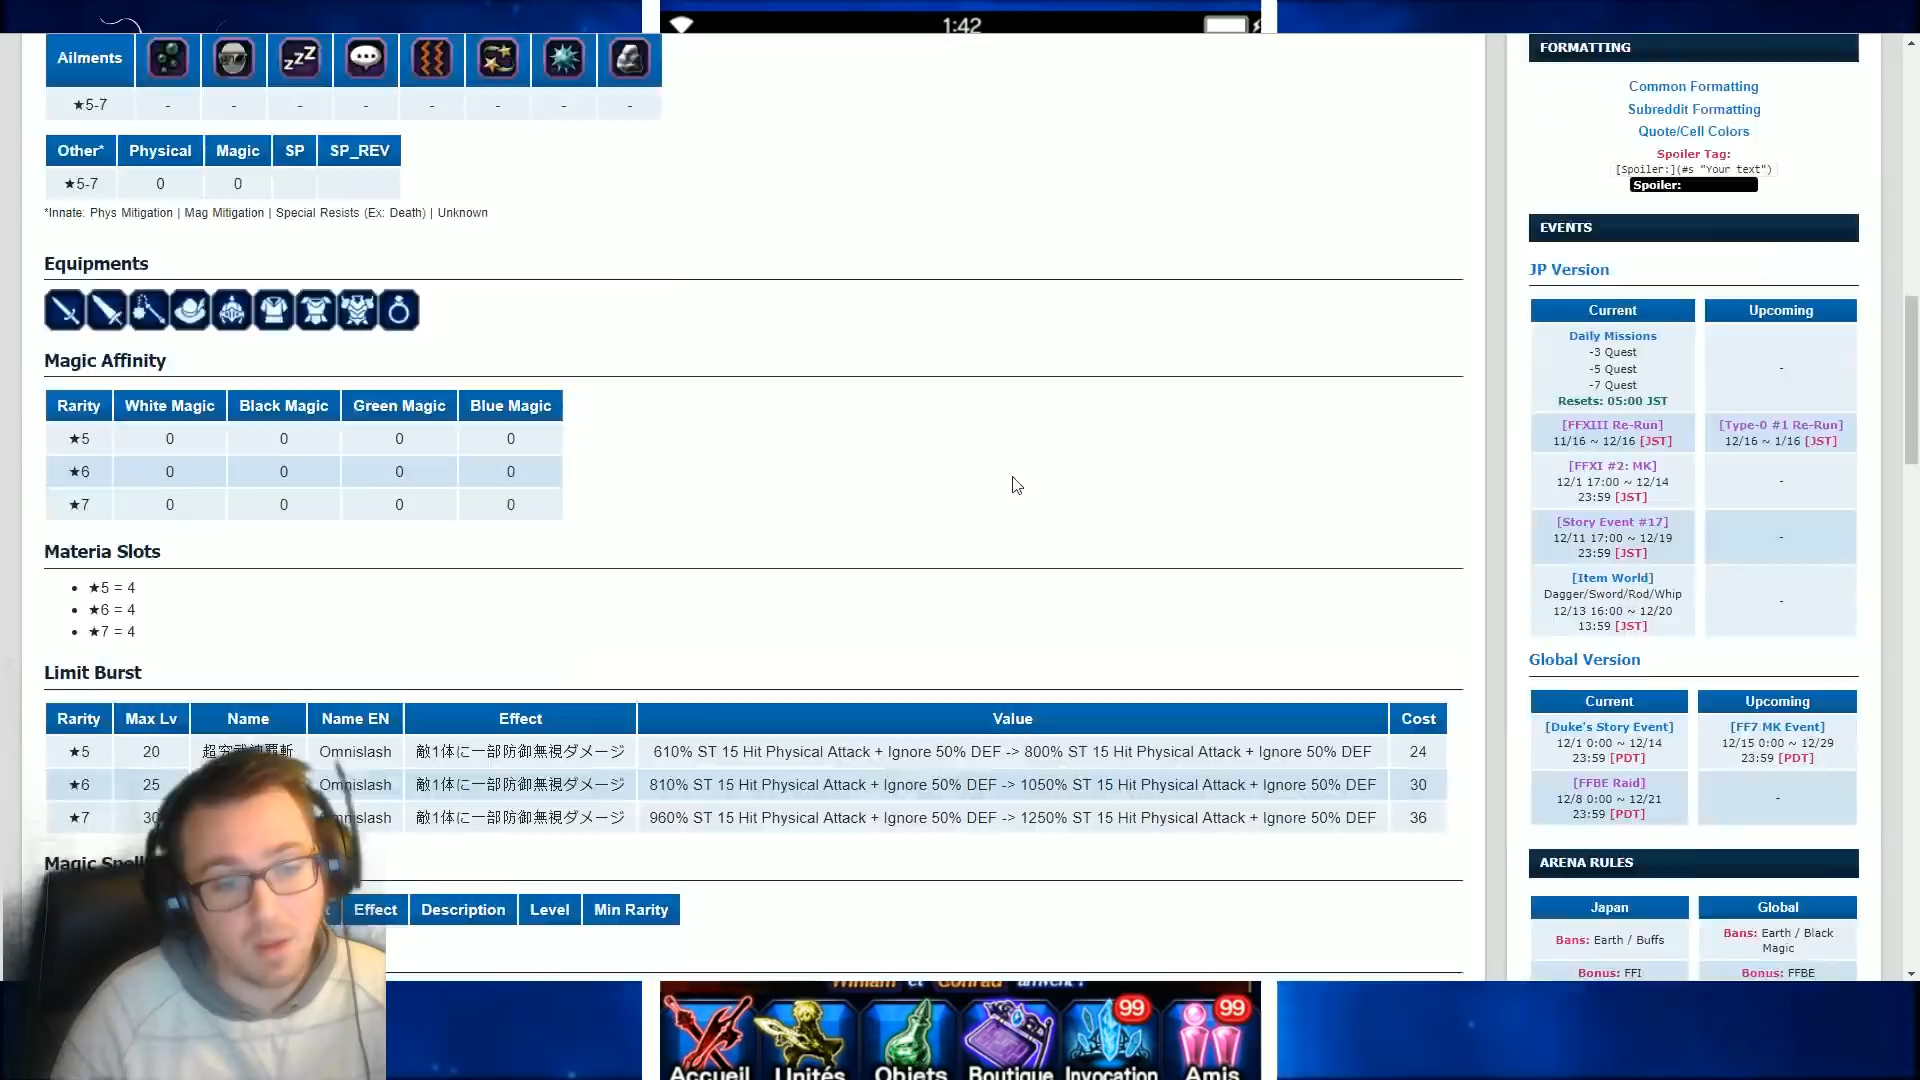 1:42
Ailments
★5-7 - - - - - - - -
Other* Physical Magic SP SP_REV
★5-7 0 0
*Innate: Phys Mitigation | Mag Mitigation | Special Resists (Ex: Death) | Unknown
Equipments
Magic Affinity
Rarity White Magic Black Magic Green Magic Blue Magic
★5 0 0 0 0
★6 0 0 0 0
★7 0 0 0 0
Materia Slots
• ★5 = 4
• ★6 = 4
• ★7 = 4
Limit Burst
Rarity Max Lv Name Name EN Effect Value Cost
★5 20 超究武神覇斬 Omnislash 敵1体に一部防御無視ダメージ 610% ST 15 Hit Physical Attack + Ignore 50% DEF -> 800% ST 15 Hit Physical Attack + Ignore 50% DEF 24
★6 25 Omnislash 敵1体に一部防御無視ダメージ 810% ST 15 Hit Physical Attack + Ignore 50% DEF -> 1050% ST 15 Hit Physical Attack + Ignore 50% DEF 30
★7 30 Omnislash 敵1体に一部防御無視ダメージ 960% ST 15 Hit Physical Attack + Ignore 50% DEF -> 1250% ST 15 Hit Physical Attack + Ignore 50% DEF 36
Magic
Effect Description Level Min Rarity
FORMATTING
Common Formatting
Subreddit Formatting
Quote/Cell Colors
Spoiler Tag:
[Spoiler:](#s "Your text")
Spoiler:
EVENTS
JP Version
Current Upcoming
Daily Missions
-3 Quest
-5 Quest
-7 Quest
Resets: 05:00 JST
-
[FFXIII Re-Run]
11/16 ~ 12/16 [JST]
[Type-0 #1 Re-Run]
12/16 ~ 1/16 [JST]
[FFXI #2: MK]
12/1 17:00 ~ 12/14
23:59 [JST]
-
[Story Event #17]
12/11 17:00 ~ 12/19
23:59 [JST]
-
[Item World]
Dagger/Sword/Rod/Whip
12/13 16:00 ~ 12/20
13:59 [JST]
-
Global Version
Current Upcoming
[Duke's Story Event]
12/1 0:00 ~ 12/14
23:59 [PDT]
[FF7 MK Event]
12/15 0:00 ~ 12/29
23:59 [PDT]
[FFBE Raid]
12/8 0:00 ~ 12/21
23:59 [PDT]
-
ARENA RULES
Japan Global
Bans: Earth / Buffs
Bans: Earth / Black
Magic
Bonus: FFI
Bonus: FFBE
William et Conrad arrivent !
99 99
Accueil Unités Objets Boutique Invocation Amis